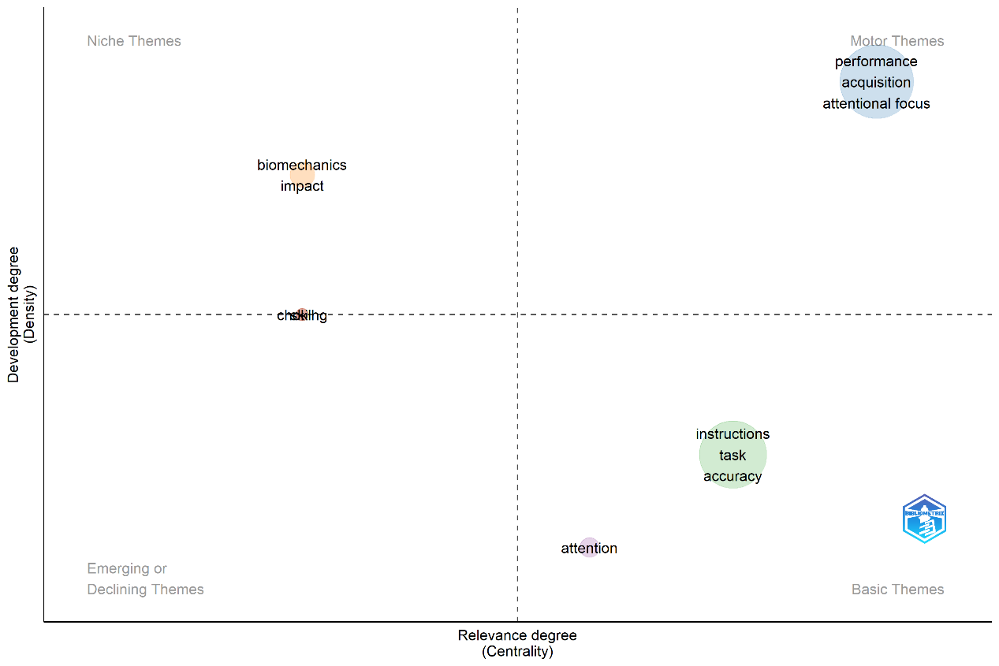 Niche Themes
Motor Themes
performance
acquisition
attentional focus
biomechanics
impact
Development degree
(Density)
instructions
task
accuracy
BIBLIOMETRIX
attention
Emerging or
Declining Themes
Basic Themes
Relevance degree
(Centrality)